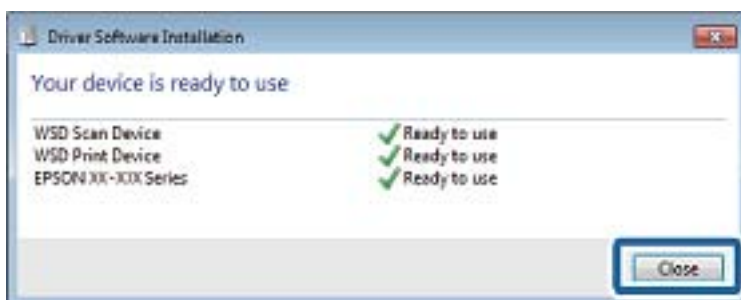 Driver Software Installation
Your device is ready to use
WSD Scan Device Ready to use
WSD Print Device Ready to use
EPSON XX-XXX Series Ready to use
Close